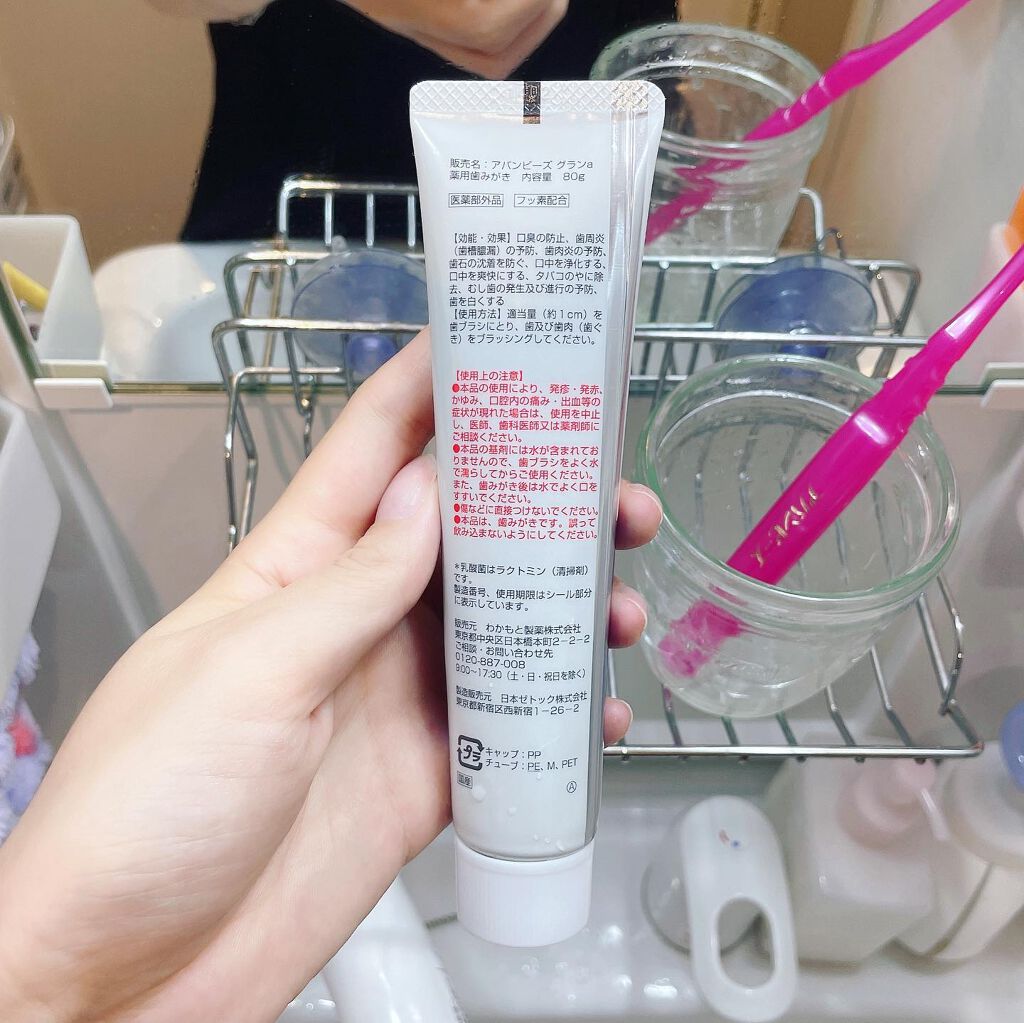 販売名：アバンビーズ グランa
薬用歯みがき 内容量 80g
医薬部外品 フッ素配合
【効能・効果】口臭の防止、歯周炎
（歯槽膿漏）の予防、歯肉炎の予防、
歯石の沈着を防ぐ、口中を浄化する、
口中を爽快にする、タバコのやに除
去、むし歯の発生及び進行の予防、
歯を白くする
【使用方法】適当量（約1cm）を
歯ブラシにとり、歯及び歯肉（歯ぐ
き）をブラッシングしてください。
【使用上の注意】
●本品の使用により、発疹・発赤、
かゆみ、口腔内の痛み・出血等の
症状が現れた場合は、使用を中止
し、医師、歯科医師又は薬剤師に
ご相談ください。
●本品の基剤には水が含まれてお
りませんので、歯ブラシをよく水
で濡らしてからご使用ください。
また、歯みがき後は水でよく口を
すすいでください。
●傷などに直接つけないでください。
●本品は、歯みがきです。誤って
飲み込まないようにしてください。
＊乳酸菌はラクトミン（清掃剤）
です。
製造番号、使用期限はシール部分
に表示しています。
販売元 わかもと製薬株式会社
東京都中央区日本橋本町2-2-2
ご相談・お問い合わせ先
0120-887-008
9:00~17:30（土・日・祝日を除く）
製造販売元 日本ゼトック株式会社
東京都新宿区西新宿1-26-2
プラ
キャップ：PP
チューブ：PE、M、PET
国産
Ⓐ
アバンビーズ